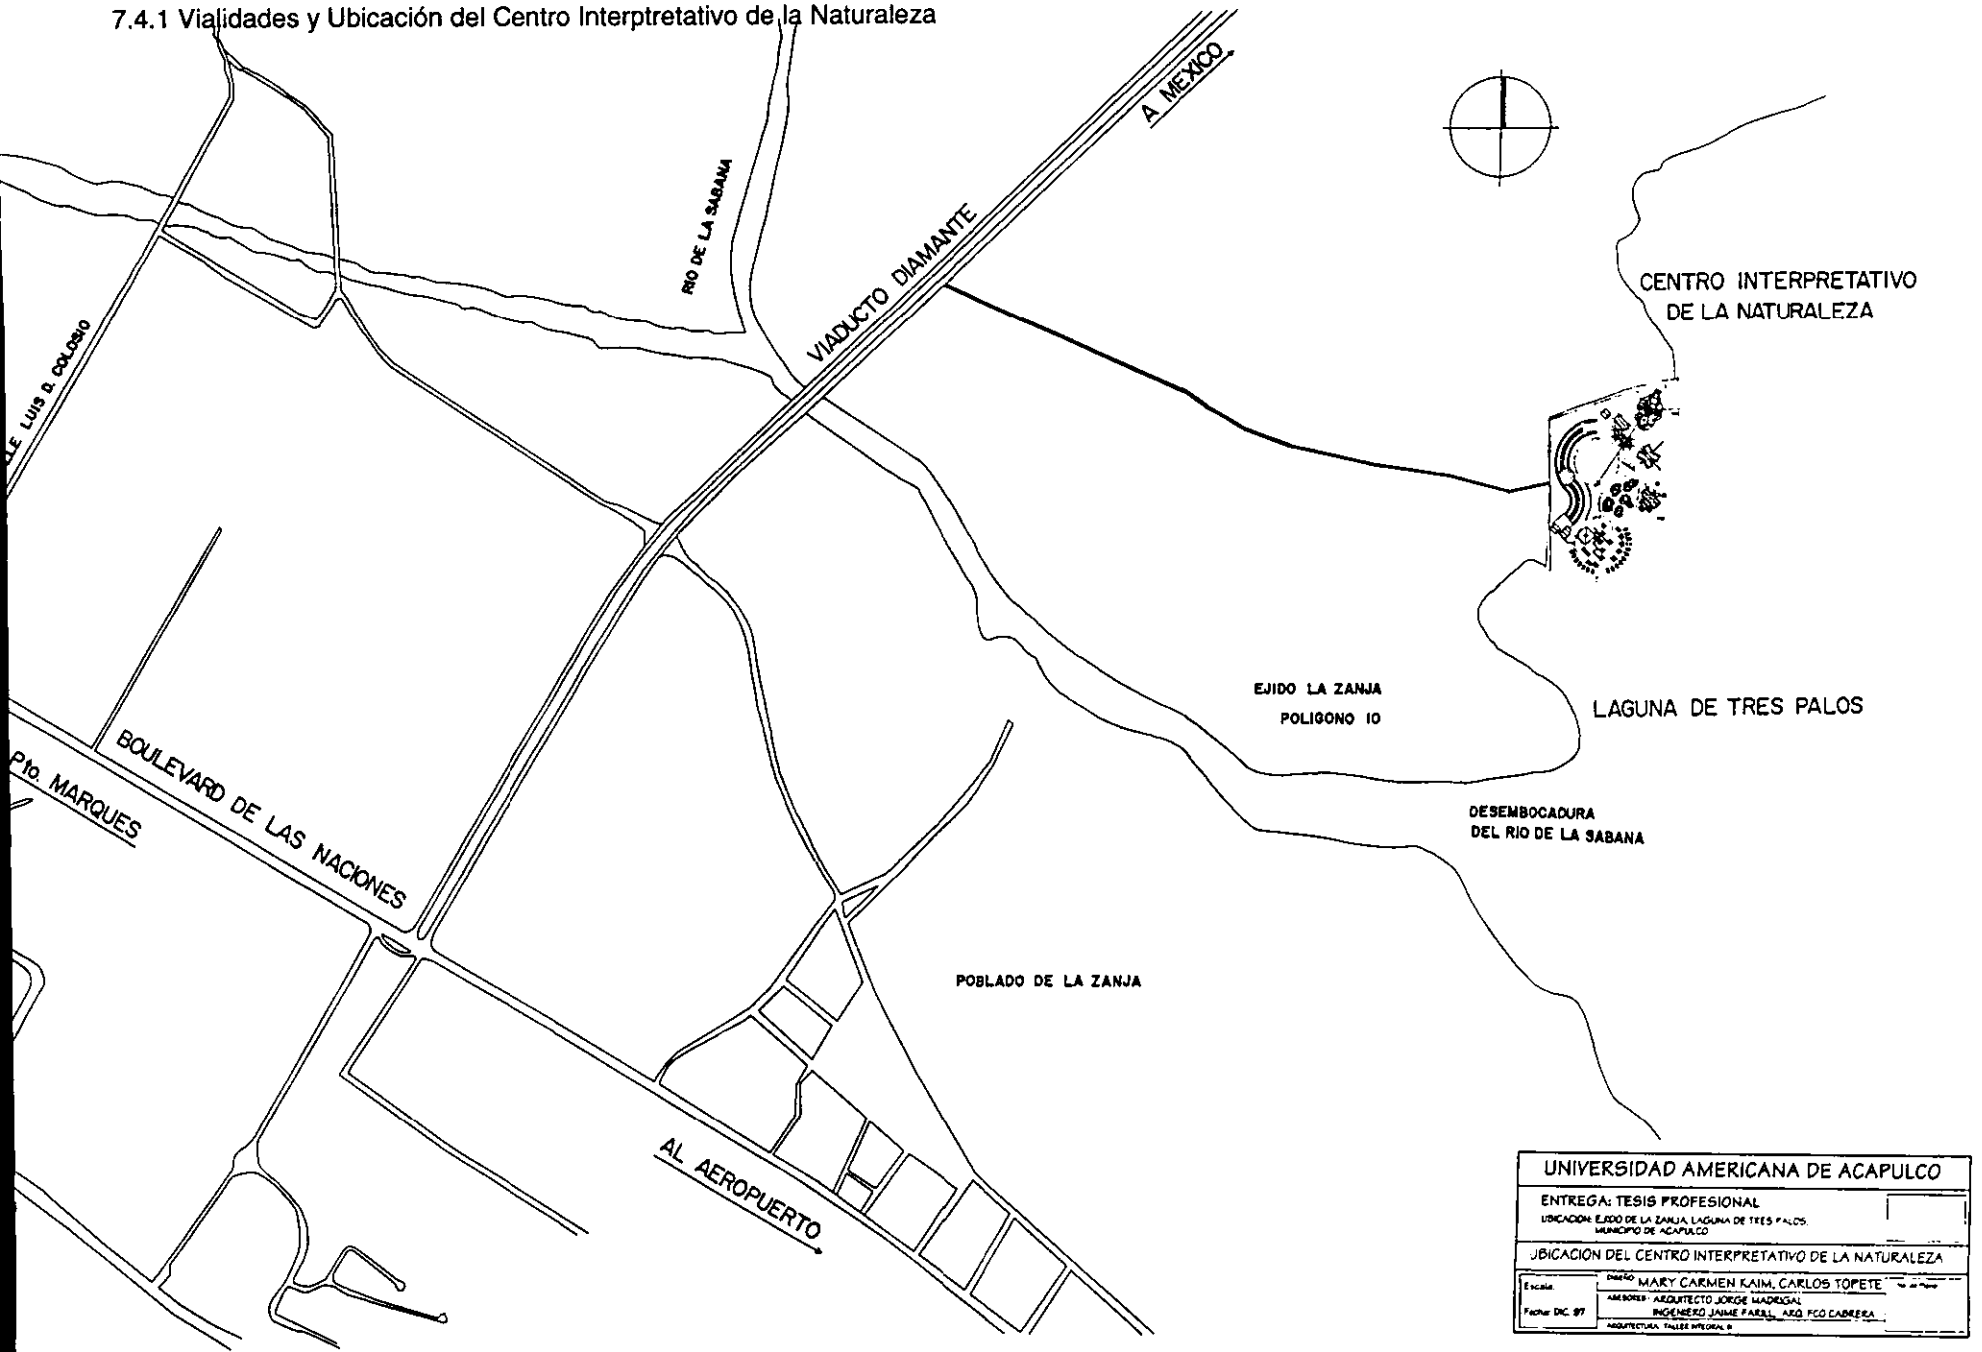 7.4.1 Vialidades y Ubicación del Centro Interptretativo de la Naturaleza
A MEXICO
RIO DE LA SABANA
VIADUCTO DIAMANTE
CENTRO INTERPRETATIVO
DE LA NATURALEZA
LUIS D. COLOSIO
EJIDO LA ZANJA
POLIGONO 10
LAGUNA DE TRES PALOS
BOULEVARD DE LAS NACIONES
Pto. MARQUES
DESEMBOCADURA
DEL RIO DE LA SABANA
POBLADO DE LA ZANJA
AL AEROPUERTO
UNIVERSIDAD AMERICANA DE ACAPULCO
ENTREGA: TESIS PROFESIONAL
UBICACION: EJIDO DE LA ZANJA, LAGUNA DE TRES PALOS.
MUNICIPIO DE ACAPULCO
UBICACION DEL CENTRO INTERPRETATIVO DE LA NATURALEZA
Escala:
DISEÑO MARY CARMEN KAIM, CARLOS TOPETE
ASESORES: ARQUITECTO JORGE MADRIGAL
Fecha: DIC. 97
INGENIERO JAIME FARILL, ARQ. FCO CABRERA
ARQUITECTURA TALLER INTEGRAL